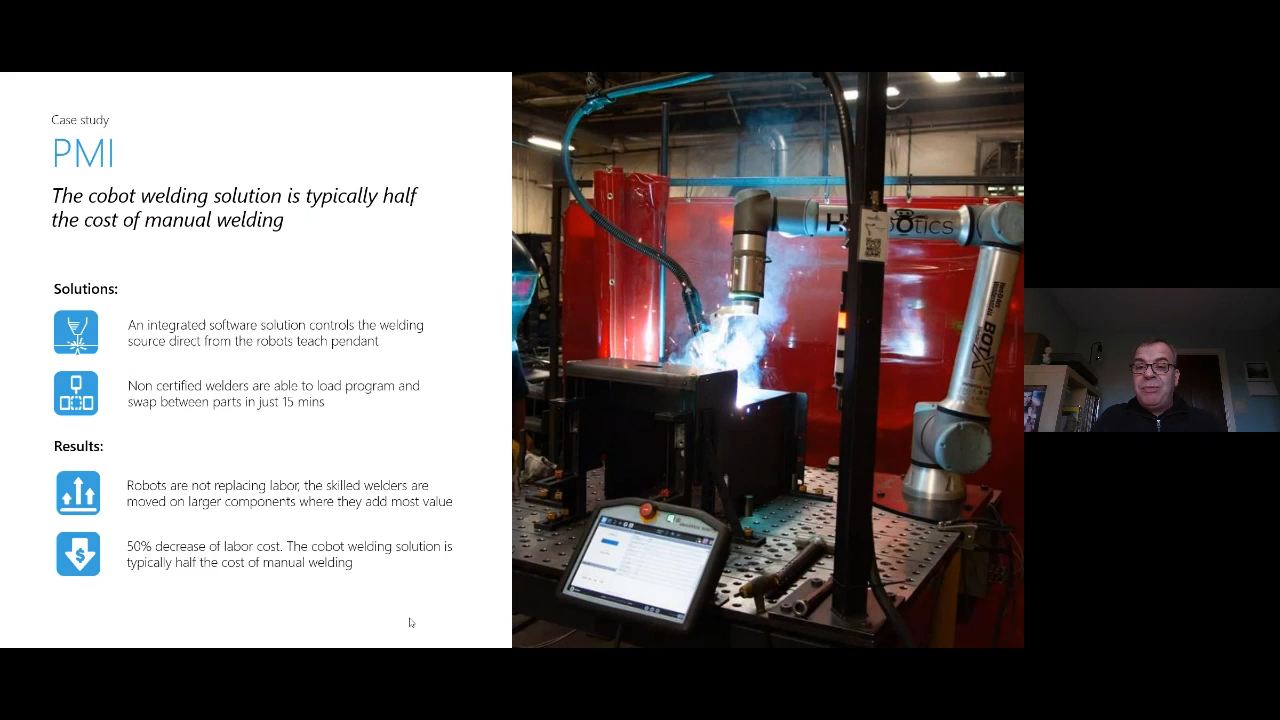 Case study
PMI
The cobot welding solution is typically half
the cost of manual welding
Solutions:
An integrated software solution controls the welding
source direct from the robots teach pendant
Non certified welders are able to load program and
swap between parts in just 15 mins
Results:
Robots are not replacing labor, the skilled welders are
moved on larger components where they add most value
50% decrease of labor cost. The cobot welding solution is
typically half the cost of manual welding
BOTX